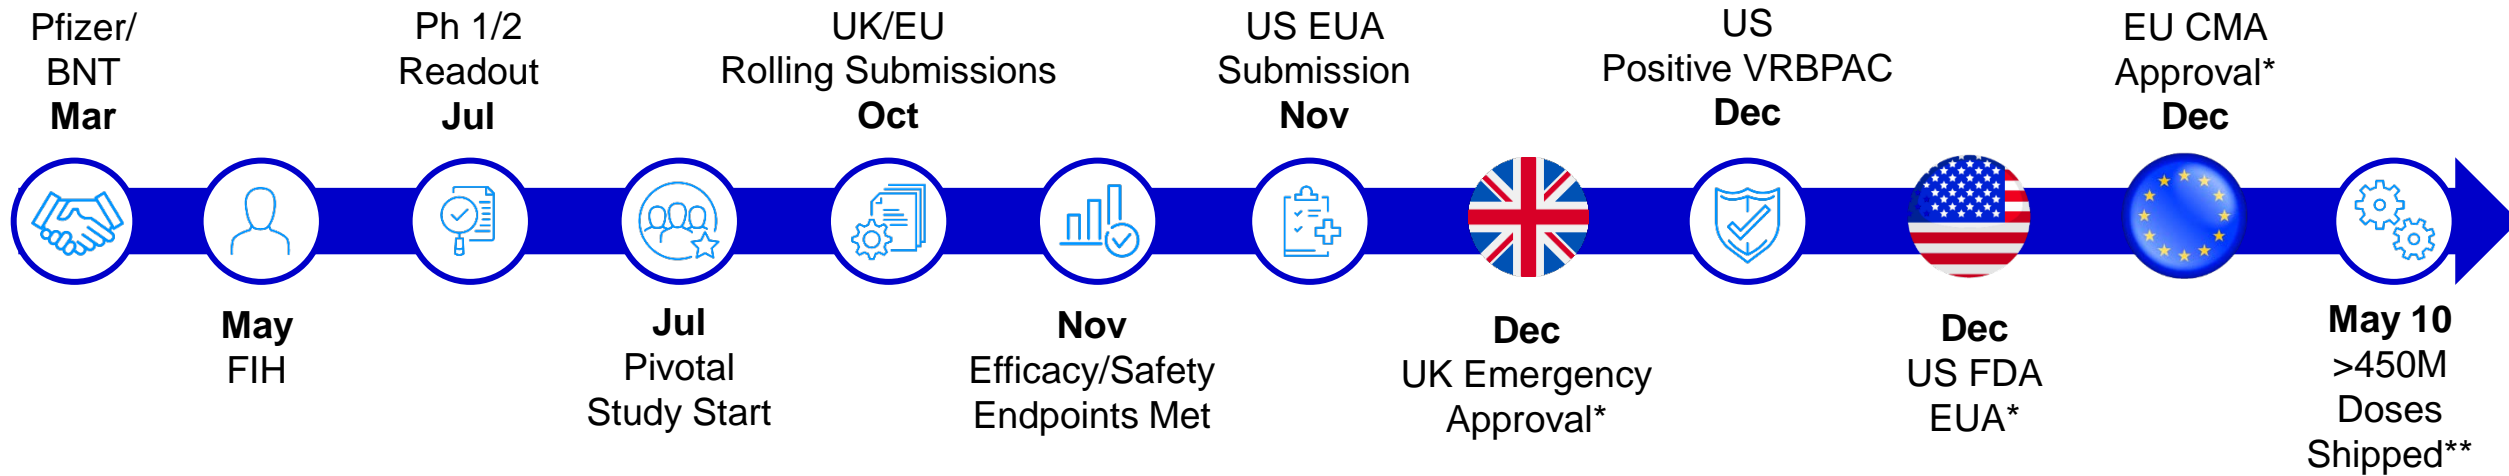 Pfizer/
BNT
Mar
May
FIH
Ph 1/2
Readout
Jul
Jul
Pivotal
Study Start
UK/EU
Rolling Submissions
Oct
Nov
Efficacy/Safety
Endpoints Met
US EUA
Submission
Nov
Dec
UK Emergency
Approval*
US
Positive VRBPAC
Dec
Dec
US FDA
EUA*
EU CMA
Approval*
Dec
May 10
>450M
Doses
Shipped**